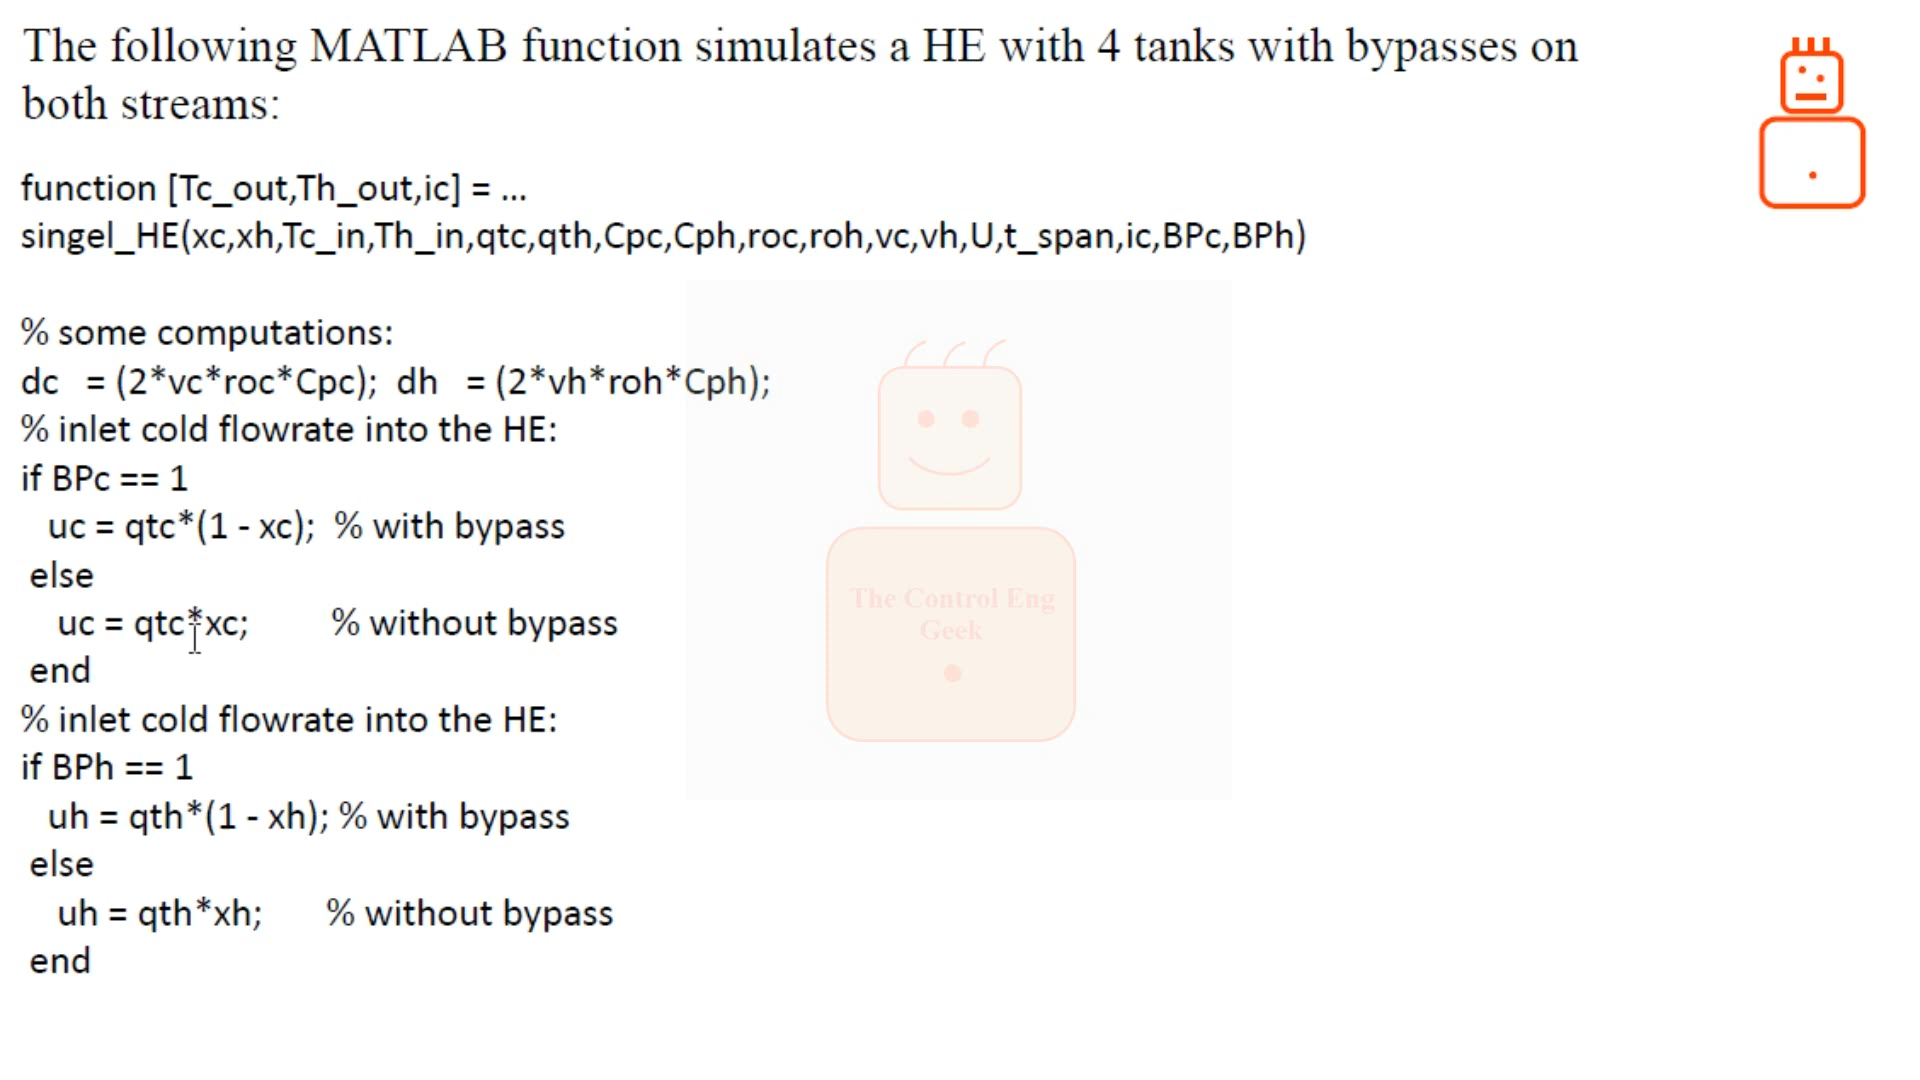 The following MATLAB function simulates a HE with 4 tanks with bypasses on
both streams:
function [Tc_out,Th_out,ic] = ...
singel_HE(xc,xh,Tc_in,Th_in,qtc,qth,Cpc,Cph,roc,roh,vc,vh,U,t_span,ic,BPc,BPh)
% some computations:
dc = (2*vc*roc*Cpc); dh = (2*vh*roh*Cph);
% inlet cold flowrate into the HE:
if BPc == 1
uc = qtc*(1 - xc); % with bypass
else
uc = qtc*xc; % without bypass
end
% inlet cold flowrate into the HE:
if BPh == 1
uh = qth*(1 - xh); % with bypass
else
uh = qth*xh; % without bypass
end
The Control Eng
Geek